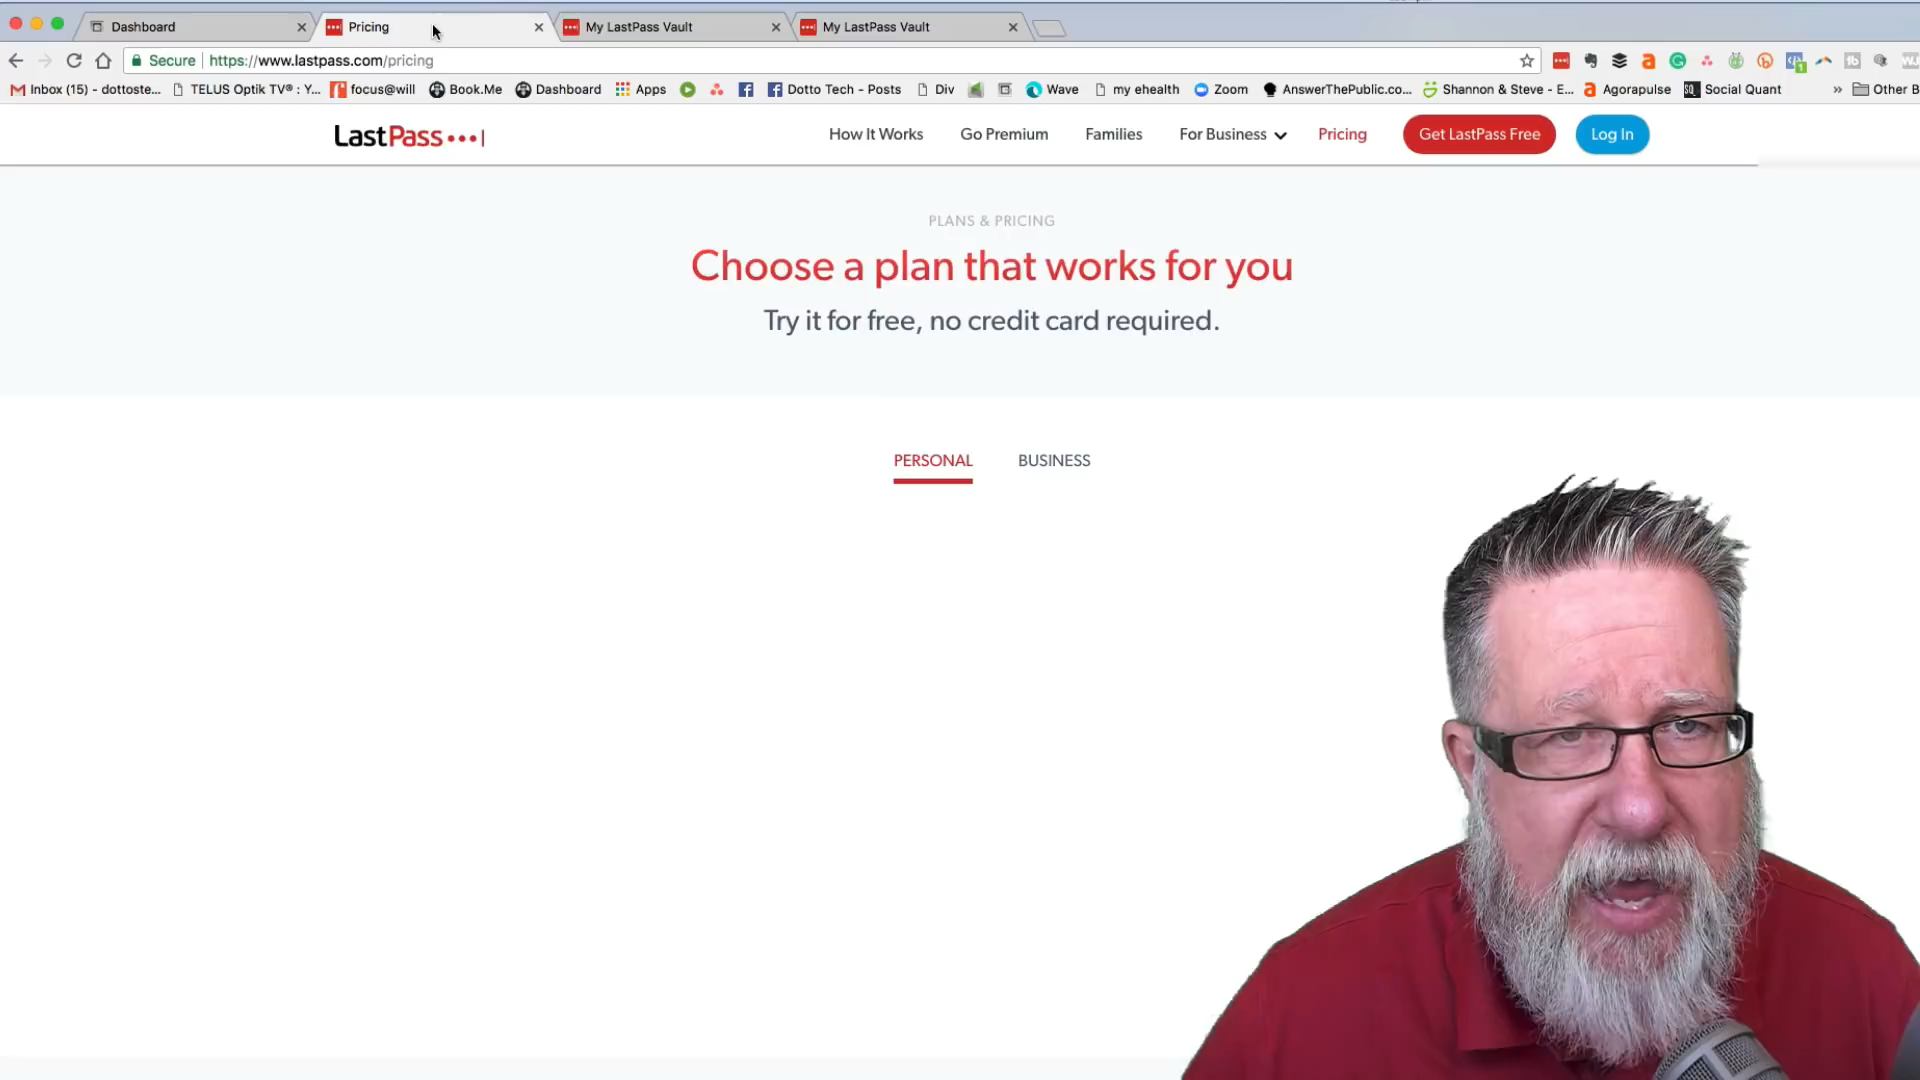 Dashboard
Pricing
My LastPass Vault
My LastPass Vault
Secure
https://www.lastpass.com/pricing
Inbox (15) - dottoste...
TELUS Optik TV® : Y...
focus@will
Book.Me
Dashboard
Apps
Dotto Tech - Posts
Div
Wave
my ehealth
Zoom
AnswerThePublic.co...
Shannon & Steve - E...
Agorapulse
Social Quant
Other B
LastPass
How It Works
Go Premium
Families
For Business
Pricing
Get LastPass Free
Log In
PLANS & PRICING
Choose a plan that works for you
Try it for free, no credit card required.
PERSONAL
BUSINESS